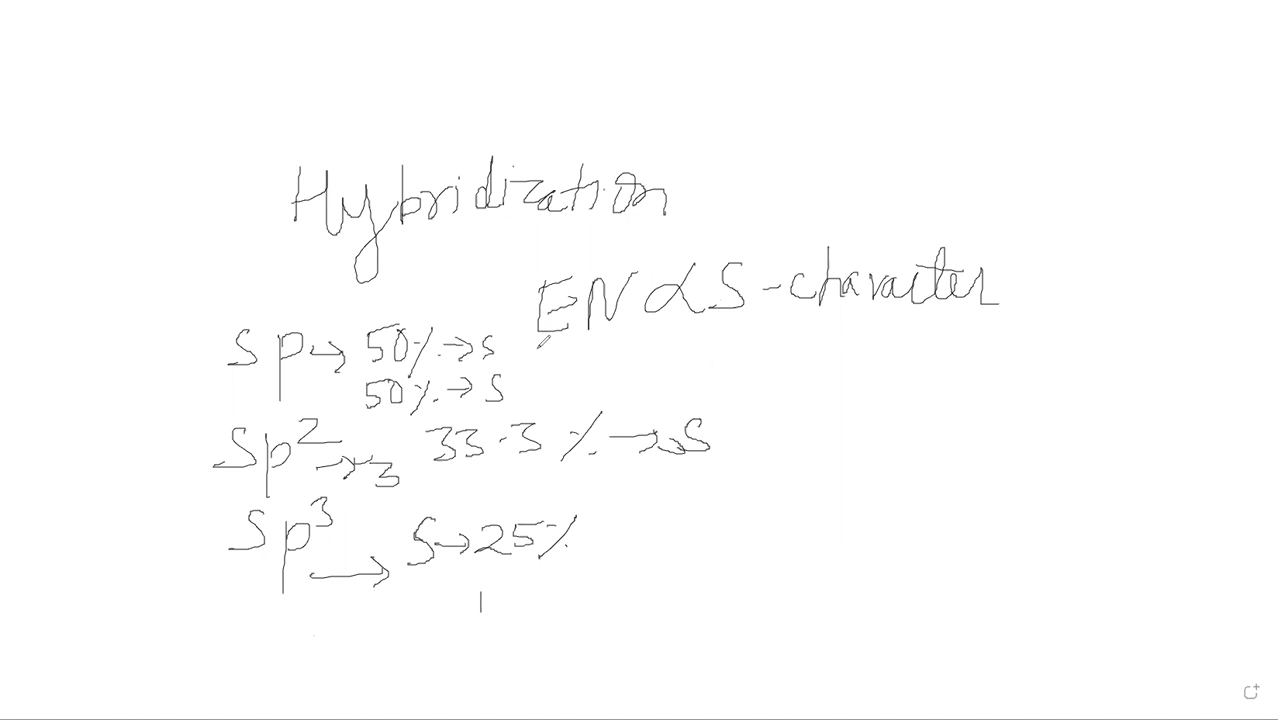 Hybridization
EN ∝ S-character
sp → 50% → s
50% → s
sp² → 3 33.3 % → s
sp³ → s → 25%